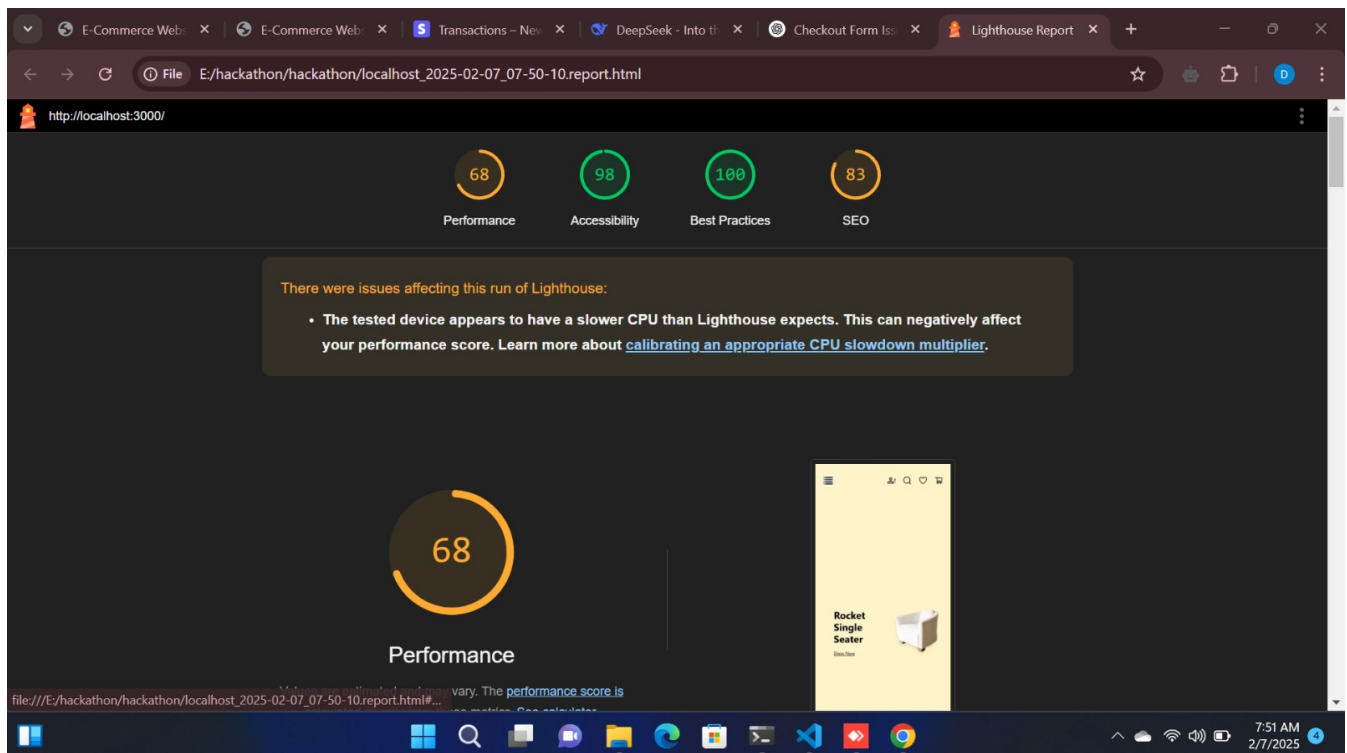 E-Commerce Webs
E-Commerce Web
S Transactions – New
DeepSeek - Into th
Checkout Form Iss
Lighthouse Report
File E:/hackathon/hackathon/localhost_2025-02-07_07-50-10.report.html
D
http://localhost:3000/
68 98 100 83
Performance Accessibility Best Practices SEO
There were issues affecting this run of Lighthouse:
• The tested device appears to have a slower CPU than Lighthouse expects. This can negatively affect
your performance score. Learn more about calibrating an appropriate CPU slowdown multiplier.
68
Rocket
Single
Seater
Shop Now
Performance
vary. The performance score is
file:///E:/hackathon/hackathon/localhost_2025-02-07_07-50-10.report.html#...
7:51 AM
2/7/2025
4